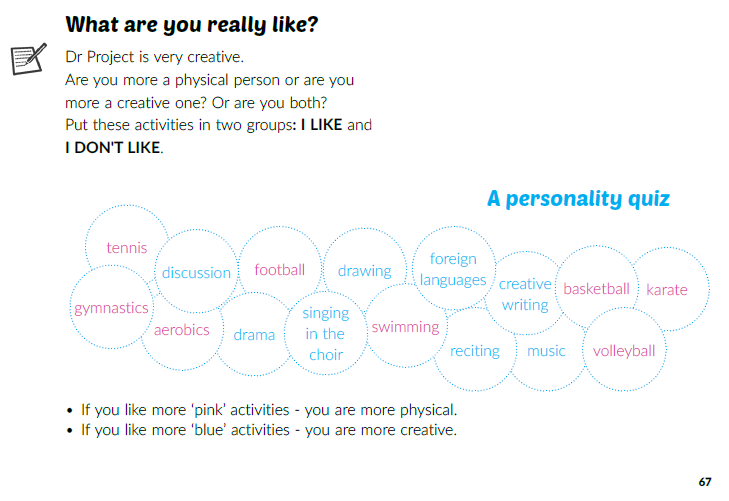 What are you really like?
Dr Project is very creative.
Are you more a physical person or are you
more a creative one? Or are you both?
Put these activities in two groups: I LIKE and
I DON'T LIKE.
A personality quiz
tennis
discussion
football
drawing
foreign
languages
creative
writing
basketball
karate
gymnastics
aerobics
drama
singing
in the
choir
swimming
reciting
music
volleyball
• If you like more ‘pink’ activities - you are more physical.
• If you like more ‘blue’ activities - you are more creative.
67